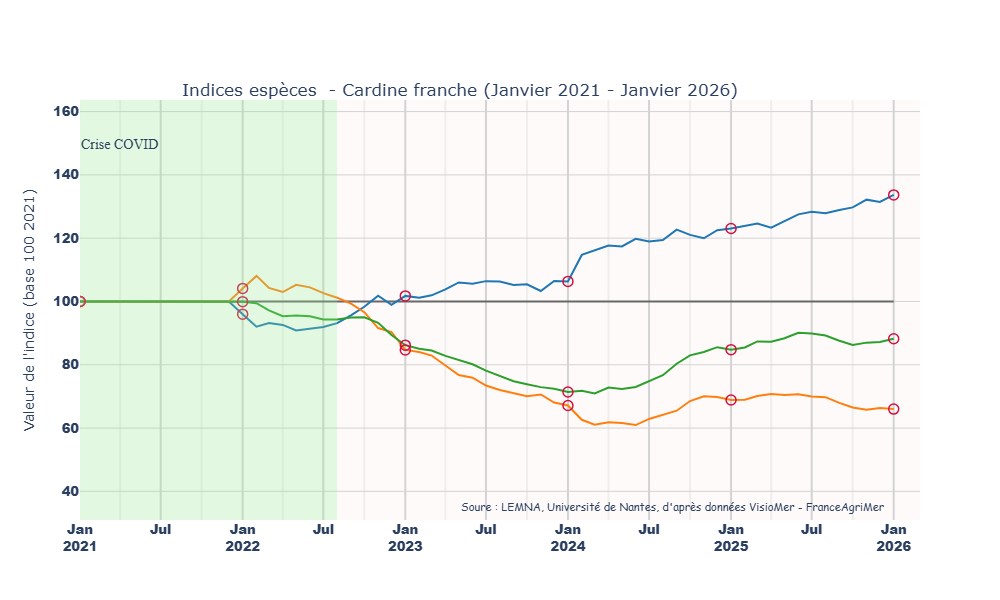 Indices espèces  - Cardine franche (Janvier 2021 - Janvier 2026)
160
Crise COVID
140
120
100
80
60
40
Valeur de l'indice (base 100 2021)
Soure : LEMNA, Université de Nantes, d'après données VisioMer - FranceAgriMer
Jan Jul Jan Jul Jan Jul Jan Jul Jan Jul Jan
2021 2022 2023 2024 2025 2026